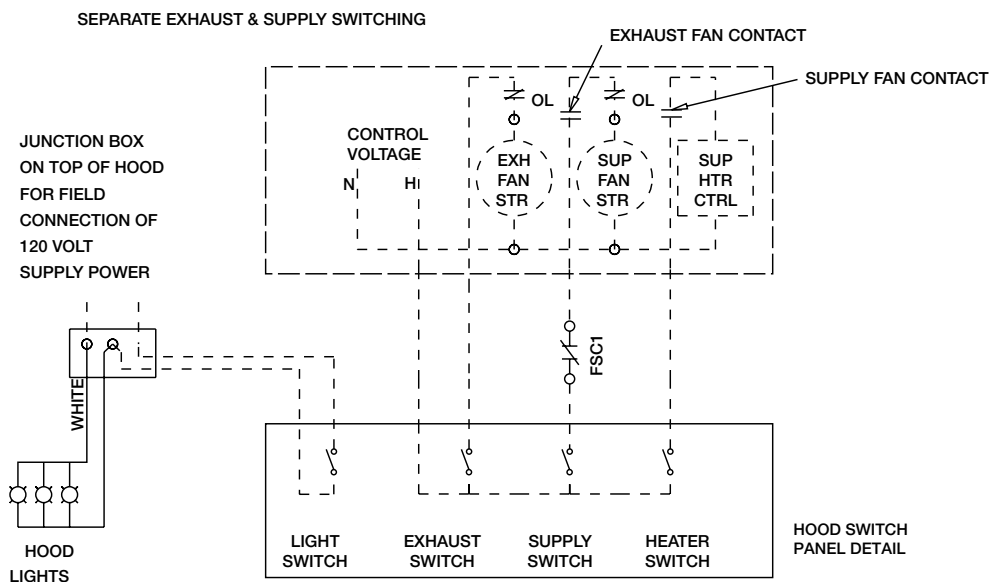 SEPARATE EXHAUST & SUPPLY SWITCHING
EXHAUST FAN CONTACT
SUPPLY FAN CONTACT
JUNCTION BOX
ON TOP OF HOOD
FOR FIELD
CONNECTION OF
120 VOLT
SUPPLY POWER
CONTROL
VOLTAGE
N
H
OL
OL
EXH
FAN
STR
SUP
FAN
STR
SUP
HTR
CTRL
FSC1
WHITE
HOOD
LIGHTS
LIGHT
SWITCH
EXHAUST
SWITCH
SUPPLY
SWITCH
HEATER
SWITCH
HOOD SWITCH
PANEL DETAIL